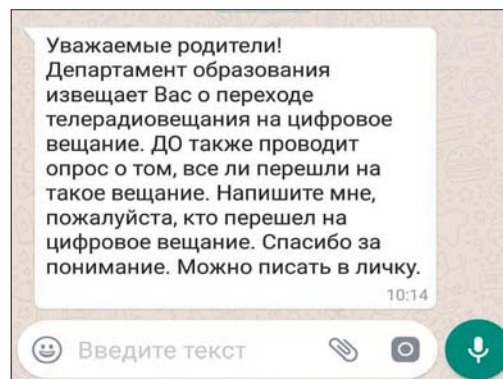 Уважаемые родители!
Департамент образования
извещает Вас о переходе
телерадиовещания на цифровое
вещание. ДО также проводит
опрос о том, все ли перешли на
такое вещание. Напишите мне,
пожалуйста, кто перешел на
цифровое вещание. Спасибо за
понимание. Можно писать в личку.
10:14
Введите текст